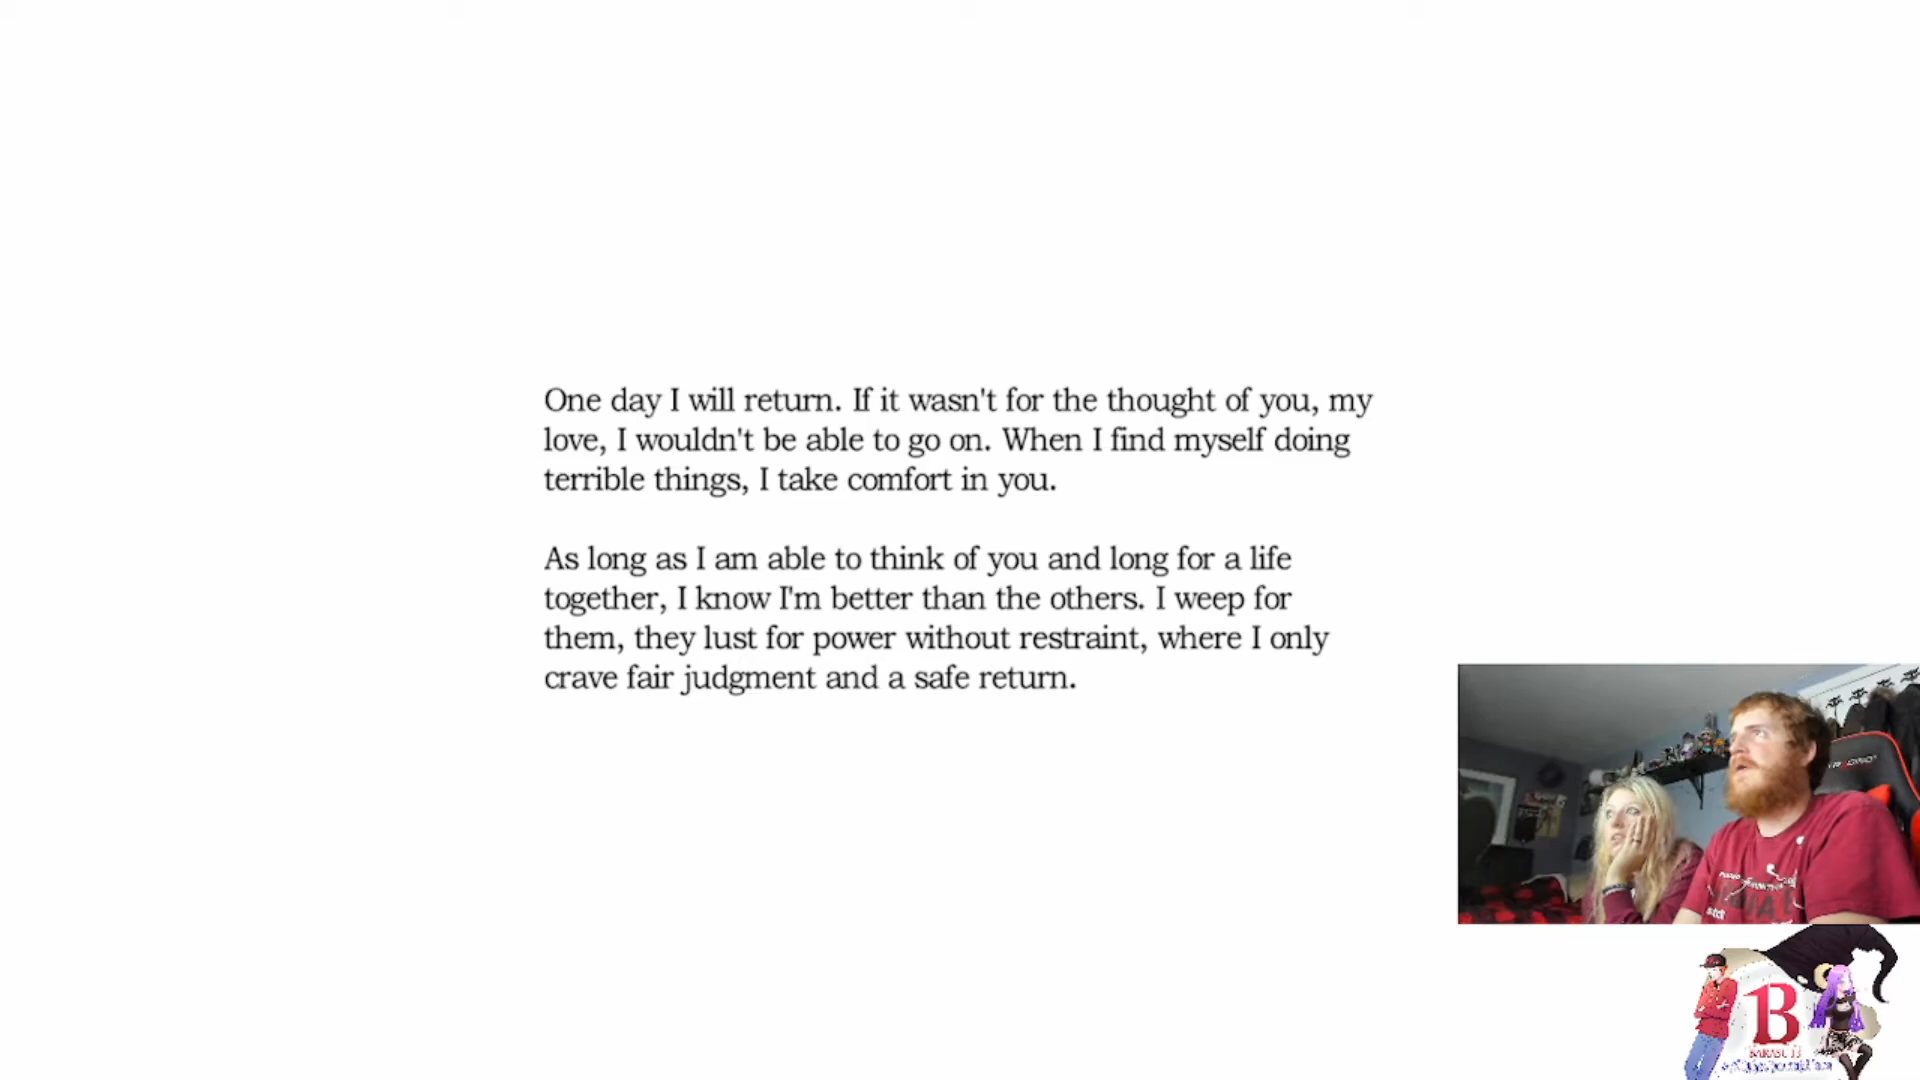 One day I will return. If it wasn't for the thought of you, my
love, I wouldn't be able to go on. When I find myself doing
terrible things, I take comfort in you.
As long as I am able to think of you and long for a life
together, I know I'm better than the others. I weep for
them, they lust for power without restraint, where I only
crave fair judgment and a safe return.
B